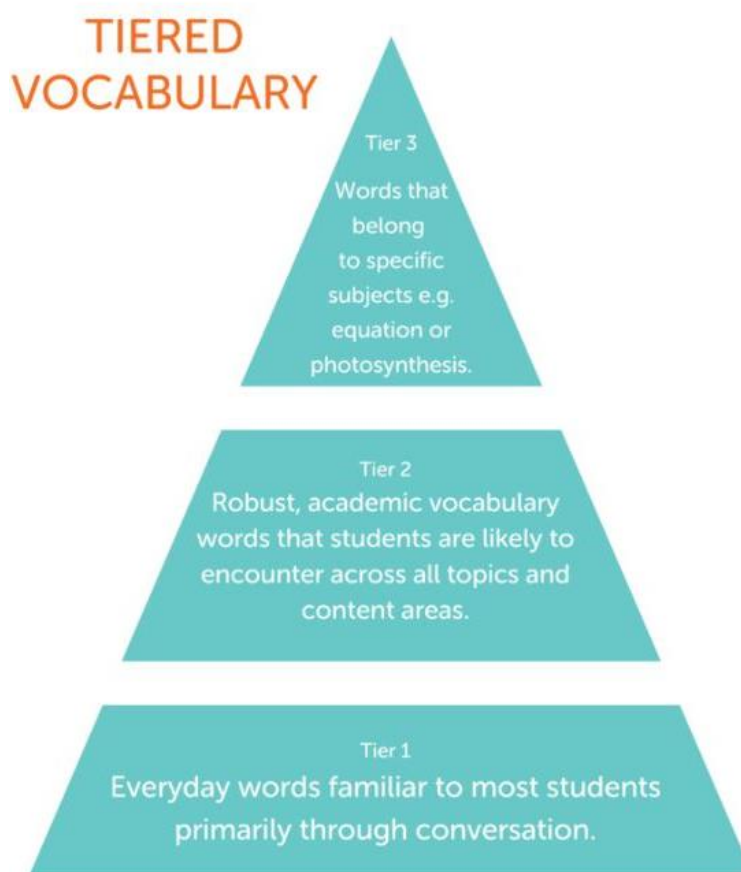 TIERED
VOCABULARY
Tier 3
Words that
belong
to specific
subjects e.g.
equation or
photosynthesis.
Tier 2
Robust, academic vocabulary
words that students are likely to
encounter across all topics and
content areas.
Tier 1
Everyday words familiar to most students
primarily through conversation.